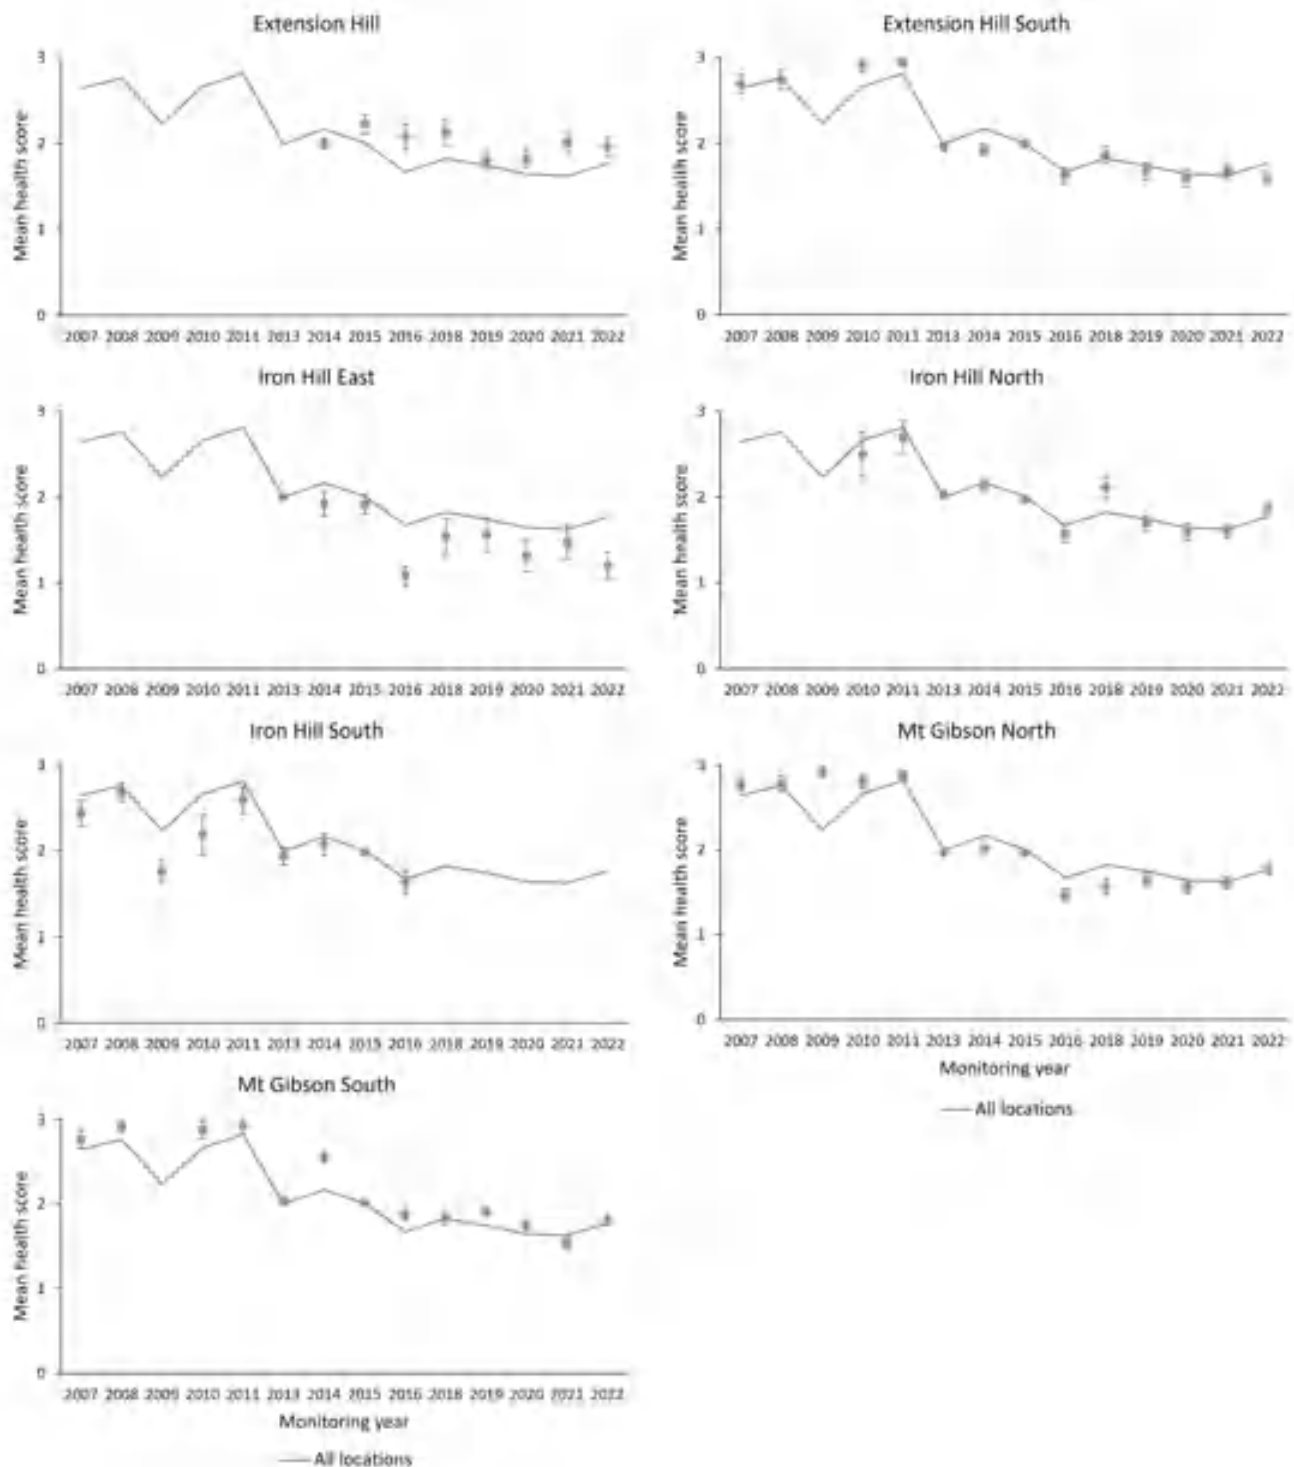 Extension Hill
Mean health score
3
2
1
0
2007 2008 2009 2010 2011 2013 2014 2015 2016 2018 2019 2020 2021 2022
Extension Hill South
Mean health score
3
2
1
0
2007 2008 2009 2010 2011 2013 2014 2015 2016 2018 2019 2020 2021 2022
Iron Hill East
Mean health score
3
2
1
0
2007 2008 2009 2010 2011 2013 2014 2015 2016 2018 2019 2020 2021 2022
Iron Hill North
Mean health score
3
2
1
0
2007 2008 2009 2010 2011 2013 2014 2015 2016 2018 2019 2020 2021 2022
Iron Hill South
Mean health score
3
2
1
0
2007 2008 2009 2010 2011 2013 2014 2015 2016 2018 2019 2020 2021 2022
Mt Gibson North
Mean health score
3
2
1
0
2007 2008 2009 2010 2011 2013 2014 2015 2016 2018 2019 2020 2021 2022
Monitoring year
All locations
Mt Gibson South
Mean health score
3
2
1
0
2007 2008 2009 2010 2011 2013 2014 2015 2016 2018 2019 2020 2021 2022
Monitoring year
All locations